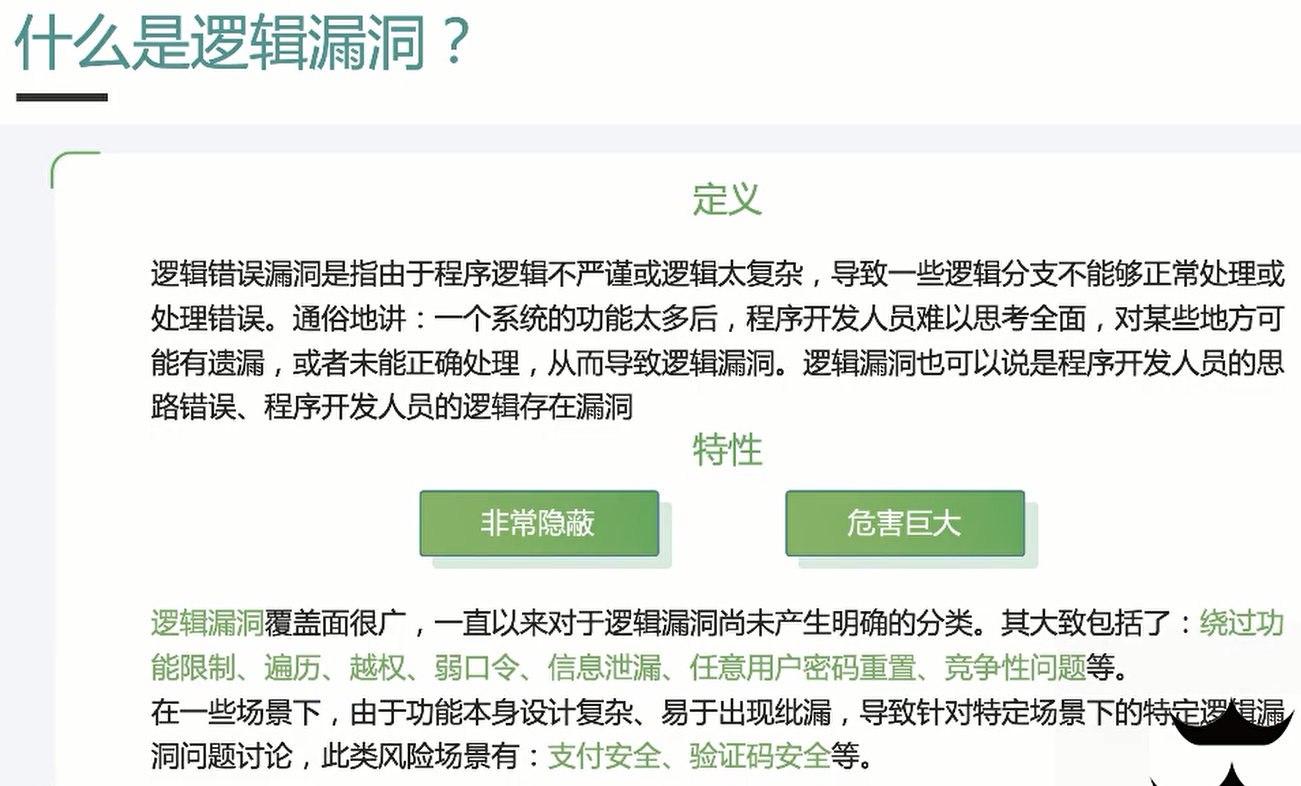 什么是逻辑漏洞？
定义
逻辑错误漏洞是指由于程序逻辑不严谨或逻辑太复杂，导致一些逻辑分支不能够正常处理或
处理错误。通俗地讲：一个系统的功能太多后，程序开发人员难以思考全面，对某些地方可
能有遗漏，或者未能正确处理，从而导致逻辑漏洞。逻辑漏洞也可以说是程序开发人员的思
路错误、程序开发人员的逻辑存在漏洞
特性
非常隐蔽
危害巨大
逻辑漏洞覆盖面很广，一直以来对于逻辑漏洞尚未产生明确的分类。其大致包括了：绕过功
能限制、遍历、越权、弱口令、信息泄漏、任意用户密码重置、竞争性问题等。
在一些场景下，由于功能本身设计复杂、易于出现纰漏，导致针对特定场景下的特定逻辑漏
洞问题讨论，此类风险场景有：支付安全、验证码安全等。